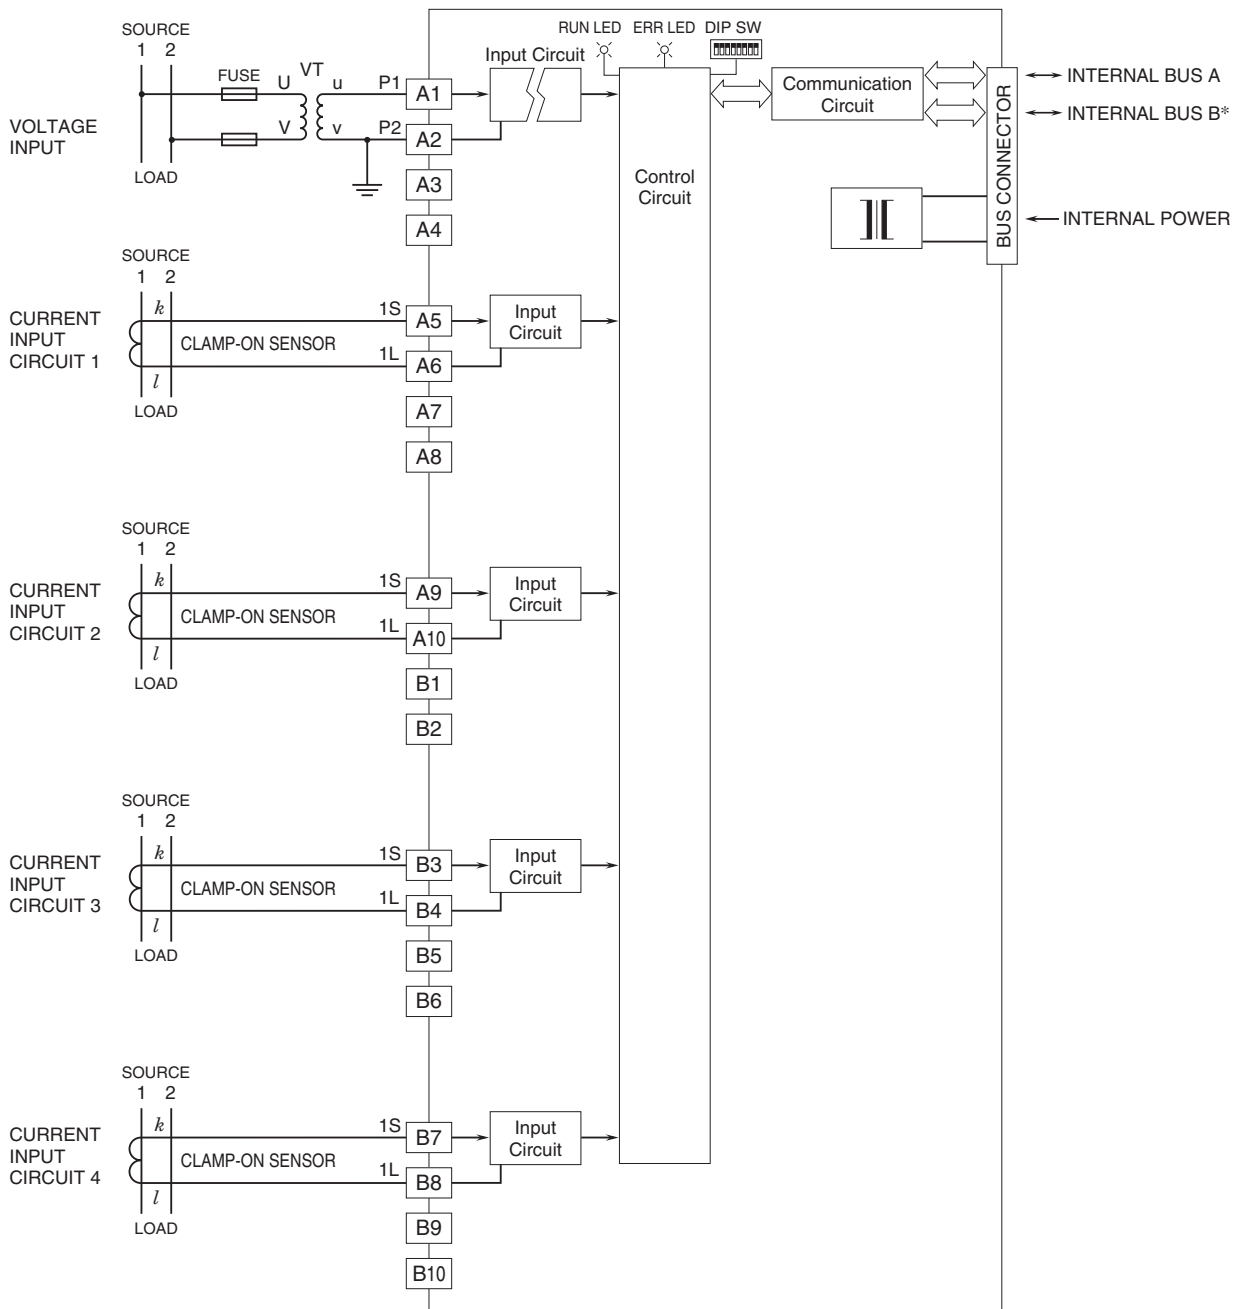 SOURCE
1 2
FUSE
U VT u P1
V v P2
VOLTAGE
INPUT
LOAD
A1
A2
A3
A4
Input Circuit
RUN LED ERR LED DIP SW
Control
Circuit
Communication
Circuit
BUS CONNECTOR
INTERNAL BUS A
INTERNAL BUS B*
INTERNAL POWER
SOURCE
1 2
k
CURRENT
INPUT
CIRCUIT 1
CLAMP-ON SENSOR
l
LOAD
1S
1L
A5
A6
A7
A8
Input
Circuit
SOURCE
1 2
k
CURRENT
INPUT
CIRCUIT 2
CLAMP-ON SENSOR
l
LOAD
1S
1L
A9
A10
B1
B2
Input
Circuit
SOURCE
1 2
k
CURRENT
INPUT
CIRCUIT 3
CLAMP-ON SENSOR
l
LOAD
1S
1L
B3
B4
B5
B6
Input
Circuit
SOURCE
1 2
k
CURRENT
INPUT
CIRCUIT 4
CLAMP-ON SENSOR
l
LOAD
1S
1L
B7
B8
B9
B10
Input
Circuit